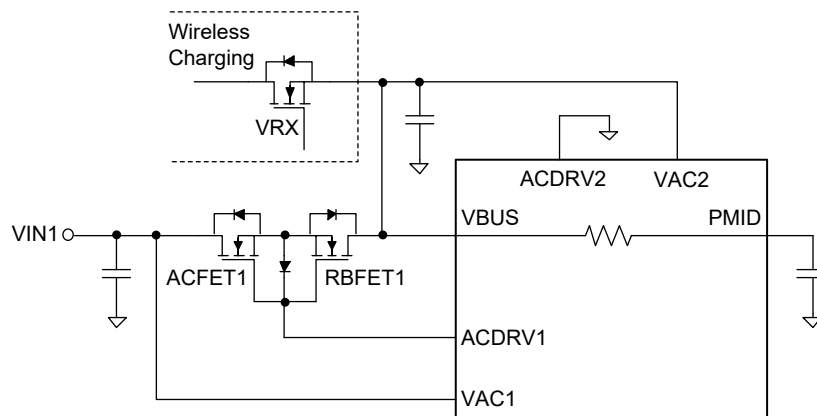 Wireless
Charging
VRX
ACDRV2
VAC2
VBUS
PMID
VIN1
ACFET1
RBFET1
ACDRV1
VAC1